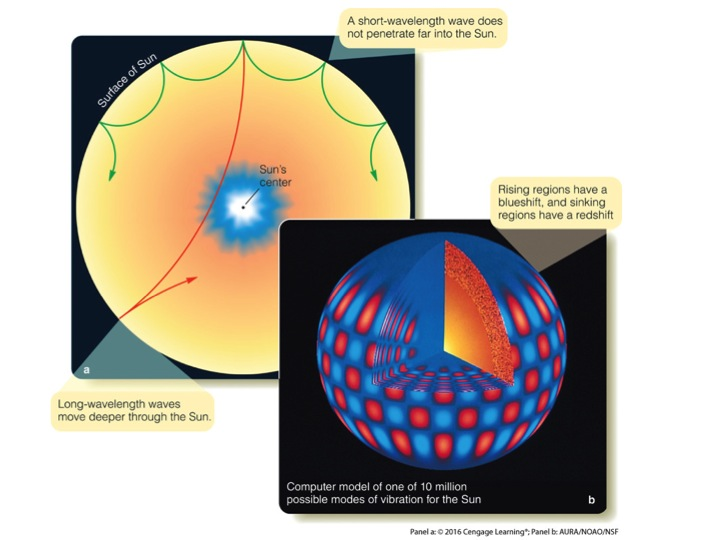 A short-wavelength wave does
not penetrate far into the Sun.
Surface of Sun
Sun's
center
Rising regions have a
blueshift, and sinking
regions have a redshift
a
Long-wavelength waves
move deeper through the Sun.
Computer model of one of 10 million
possible modes of vibration for the Sun
b
Panel a: © 2016 Cengage Learning®; Panel b: AURA/NOAO/NSF